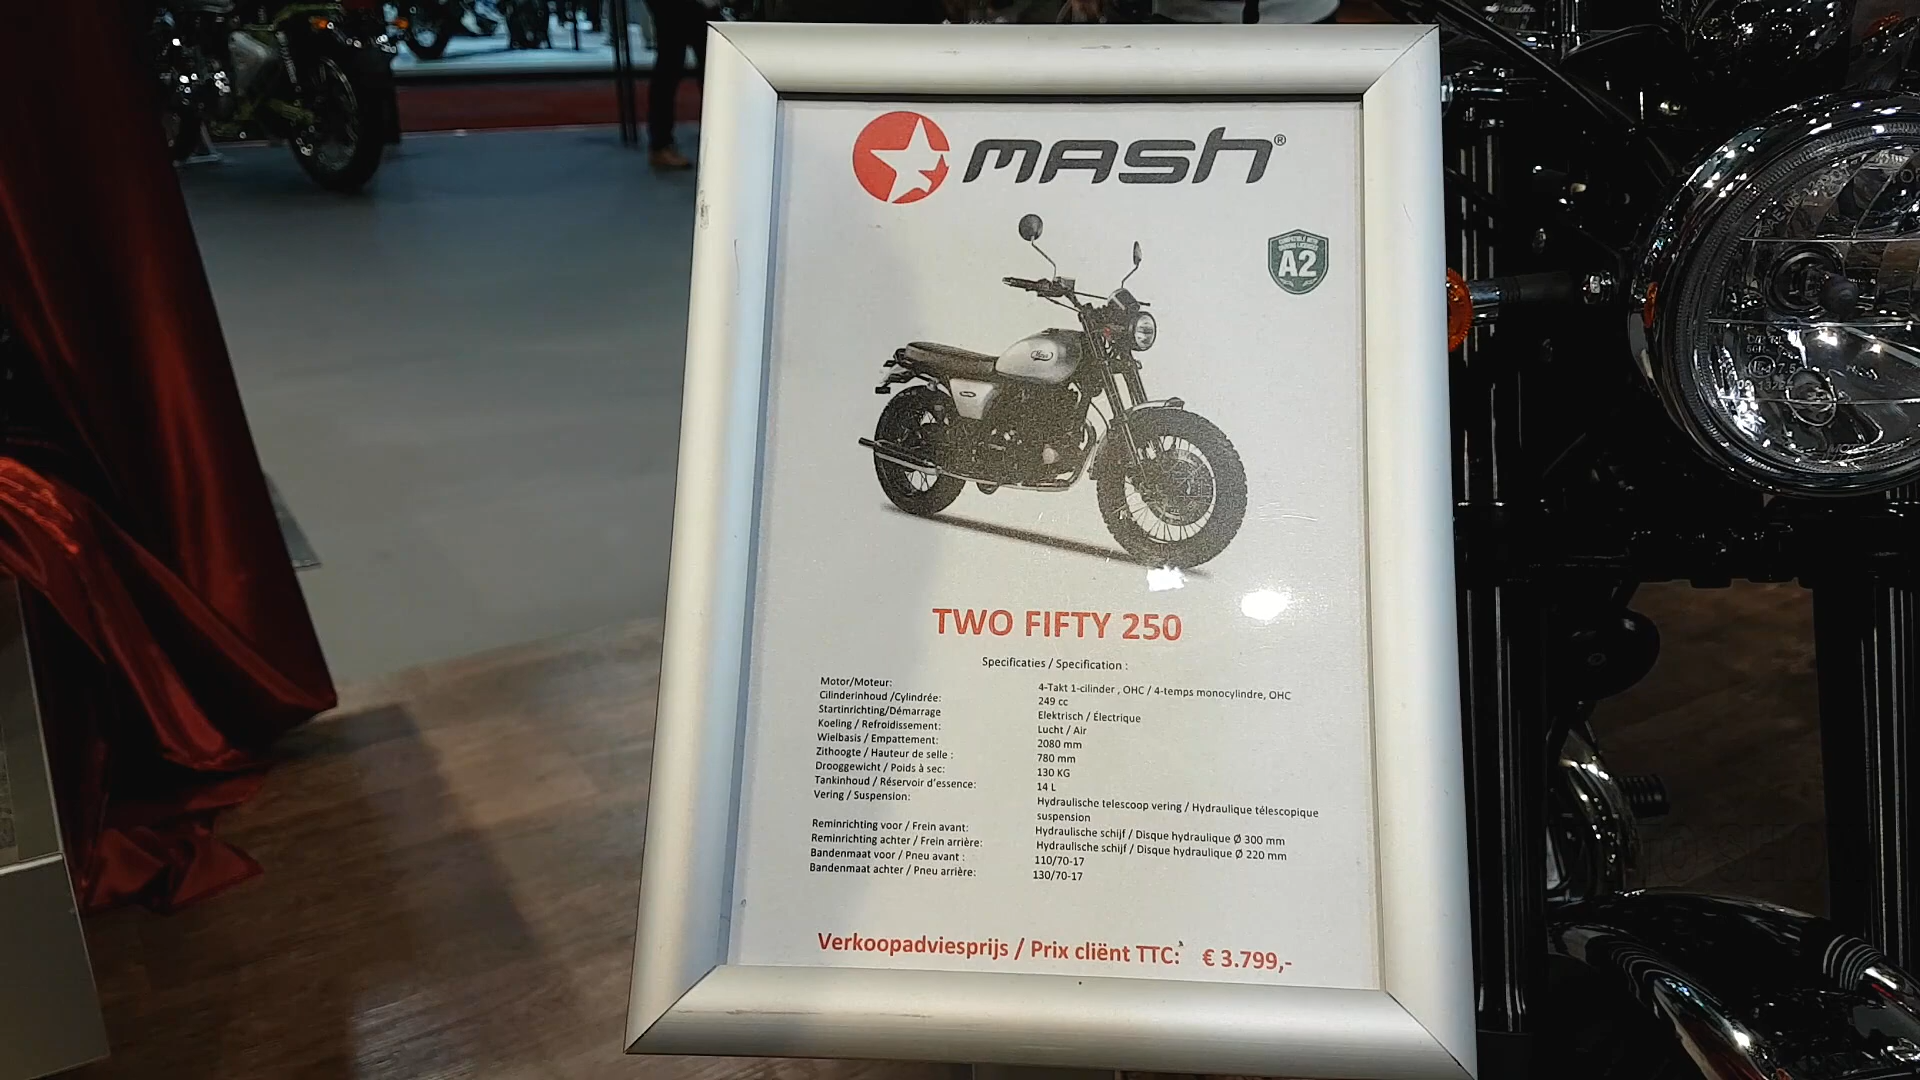 MASH®
COMPATIBLE WITH
DRIVING LICENSES
A2
TWO FIFTY 250
Specificaties / Specification :
Motor/Moteur: 4-Takt 1-cilinder , OHC / 4-temps monocylindre, OHC
Cilinderinhoud /Cylindrée: 249 cc
Startinrichting/Démarrage Elektrisch / Électrique
Koeling / Refroidissement: Lucht / Air
Wielbasis / Empattement: 2080 mm
Zithoogte / Hauteur de selle : 780 mm
Drooggewicht / Poids à sec: 130 KG
Tankinhoud / Réservoir d'essence: 14 L
Vering / Suspension: Hydraulische telescoop vering / Hydraulique télescopique
suspension
Reminrichting voor / Frein avant: Hydraulische schijf / Disque hydraulique Ø 300 mm
Reminrichting achter / Frein arrière: Hydraulische schijf / Disque hydraulique Ø 220 mm
Bandenmaat voor / Pneu avant : 110/70-17
Bandenmaat achter / Pneu arrière: 130/70-17
Verkoopadviesprijs / Prix cliënt TTC: € 3.799,-